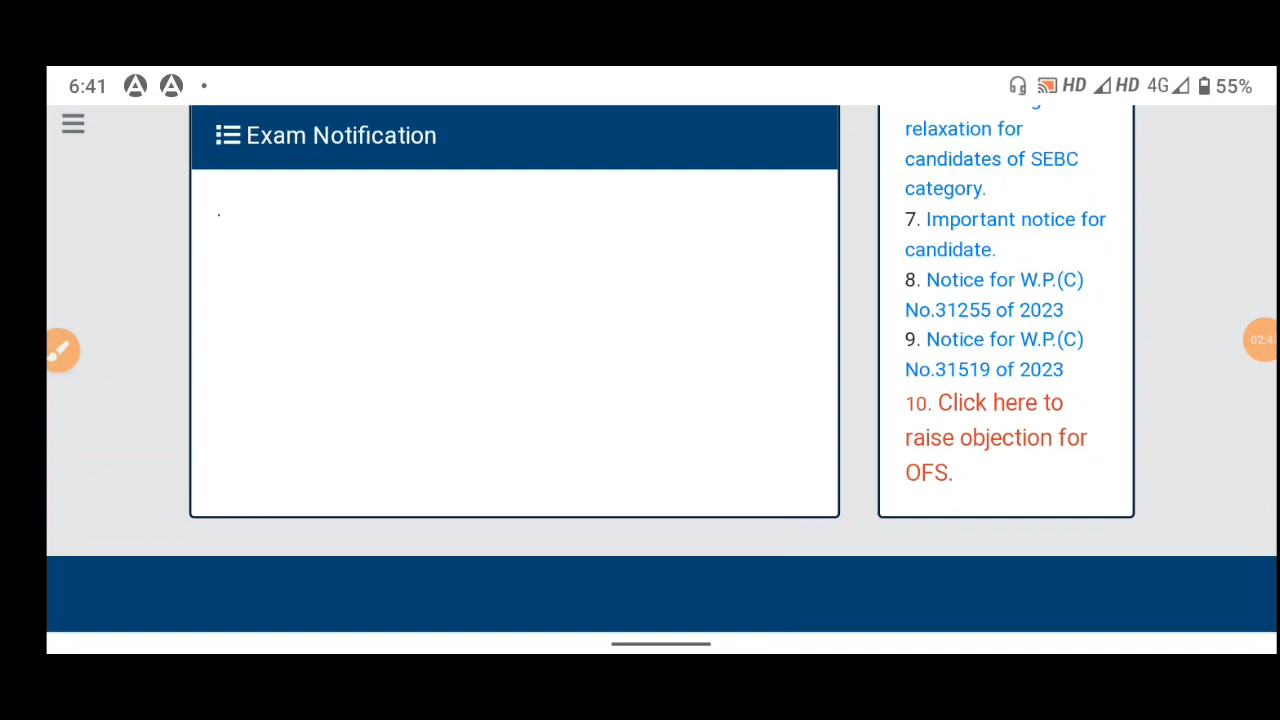 6:41
HD HD 4G 55%
Exam Notification
.
relaxation for
candidates of SEBC
category.
7. Important notice for
candidate.
8. Notice for W.P.(C)
No.31255 of 2023
9. Notice for W.P.(C)
No.31519 of 2023
10. Click here to
raise objection for
OFS.